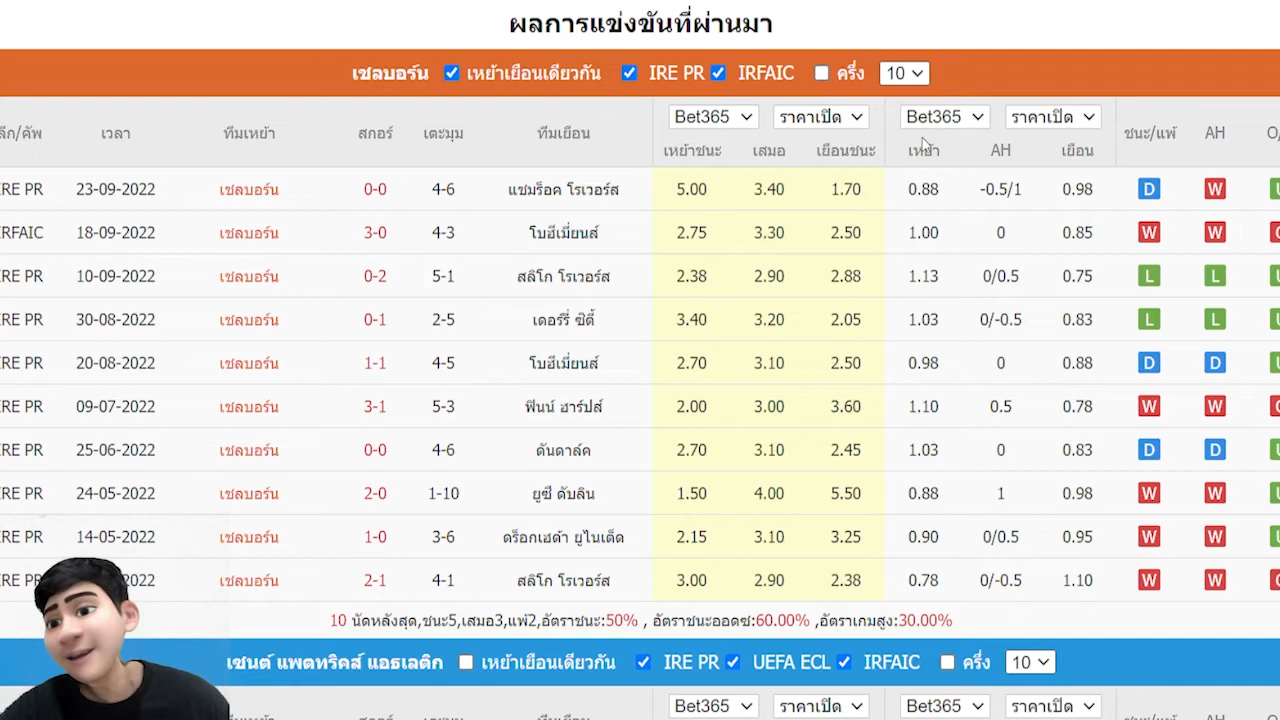 ผลการแข่งขันที่ผ่านมา
เชลบอร์น เหย้าเยือนเดียวกัน IRE PR IRFAIC ครึ่ง 10
Bet365 ราคาเปิด Bet365 ราคาเปิด
ลีก/คัพ เวลา ทีมเหย้า สกอร์ เตะมุม ทีมเยือน ชนะ/แพ้ AH O/
เหย้าชนะ เสมอ เยือนชนะ เหย้า AH เยือน
IRE PR 23-09-2022 เชลบอร์น 0-0 4-6 แชมร็อค โรเวอร์ส 5.00 3.40 1.70 0.88 -0.5/1 0.98 D W U
IRFAIC 18-09-2022 เชลบอร์น 3-0 4-3 โบฮีเมี่ยนส์ 2.75 3.30 2.50 1.00 0 0.85 W W O
IRE PR 10-09-2022 เชลบอร์น 0-2 5-1 สลิโก โรเวอร์ส 2.38 2.90 2.88 1.13 0/0.5 0.75 L L U
IRE PR 30-08-2022 เชลบอร์น 0-1 2-5 เดอร์รี่ ซิตี้ 3.40 3.20 2.05 1.03 0/-0.5 0.83 L L U
IRE PR 20-08-2022 เชลบอร์น 1-1 4-5 โบฮีเมี่ยนส์ 2.70 3.10 2.50 0.98 0 0.88 D D U
IRE PR 09-07-2022 เชลบอร์น 3-1 5-3 ฟินน์ ฮาร์ปส์ 2.00 3.00 3.60 1.10 0.5 0.78 W W O
IRE PR 25-06-2022 เชลบอร์น 0-0 4-6 ดันดาล์ค 2.70 3.10 2.45 1.03 0 0.83 D D U
IRE PR 24-05-2022 เชลบอร์น 2-0 1-10 ยูซี ดับลิน 1.50 4.00 5.50 0.88 1 0.98 W W U
IRE PR 14-05-2022 เชลบอร์น 1-0 3-6 ดร็อกเฮด้า ยูไนเต็ด 2.15 3.10 3.25 0.90 0/0.5 0.95 W W U
IRE PR 2022 เชลบอร์น 2-1 4-1 สลิโก โรเวอร์ส 3.00 2.90 2.38 0.78 0/-0.5 1.10 W W O
10 นัดหลังสุด,ชนะ5,เสมอ3,แพ้2,อัตราชนะ:50% , อัตราชนะออดซ:60.00% ,อัตราเกมสูง:30.00%
เซนต์ แพตทริคส์ แอธเลติก เหย้าเยือนเดียวกัน IRE PR UEFA ECL IRFAIC ครึ่ง 10
Bet365 ราคาเปิด Bet365 ราคาเปิด
ทีมเหย้า สกอร์ เตะมุม ทีมเยือน ชนะ/แพ้ AH O/